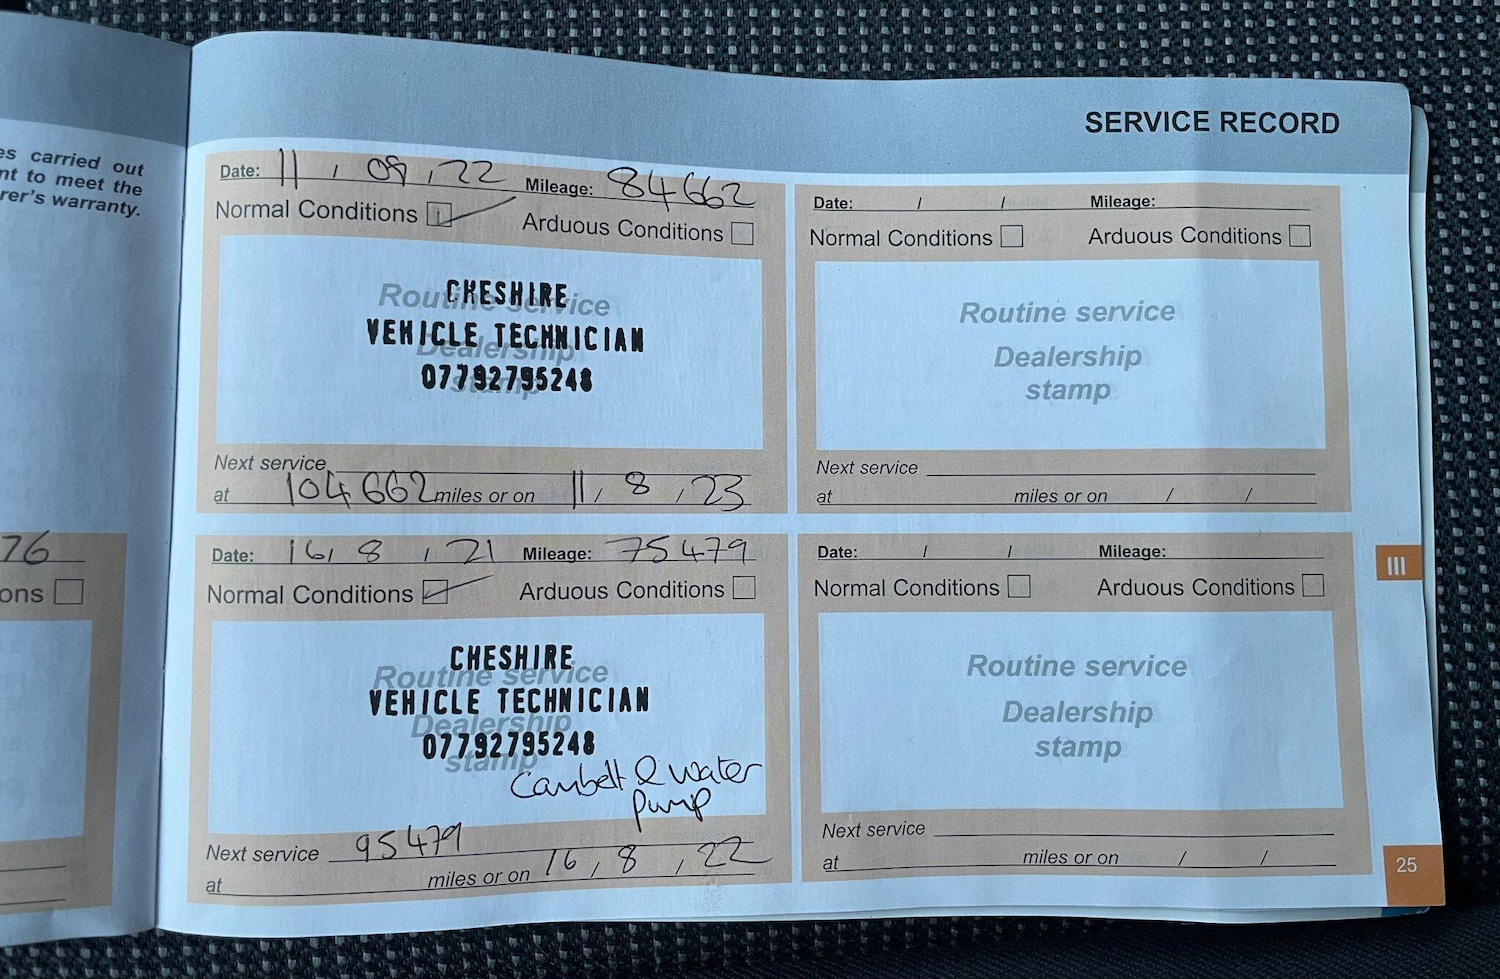 es carried out
nt to meet the
rer's warranty.
76
ons
SERVICE RECORD
Date: 11 / 08 / 22 Mileage: 84662
Normal Conditions Arduous Conditions
Routine service
Dealership
stamp
CHESHIRE
VEHICLE TECHNICIAN
07792795248
Next service
at 104662 miles or on 11 / 8 / 23
Date: 16 / 8 / 21 Mileage: 75479
Normal Conditions Arduous Conditions
Routine service
Dealership
stamp
CHESHIRE
VEHICLE TECHNICIAN
07792795248
Cambelt & water
pump
Next service 95479
at miles or on 16 / 8 / 22
Date: / / Mileage:
Normal Conditions Arduous Conditions
Routine service
Dealership
stamp
Next service
at miles or on / /
Date: / / Mileage:
Normal Conditions Arduous Conditions
Routine service
Dealership
stamp
Next service
at miles or on / /
III
25